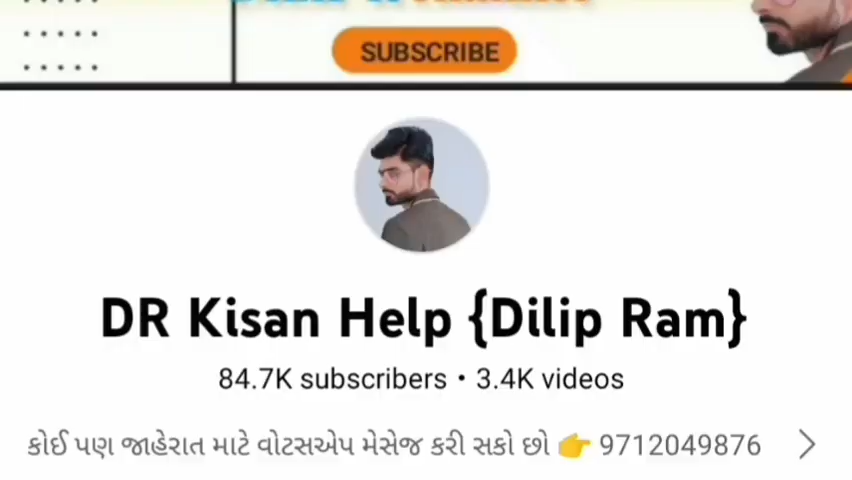 SUBSCRIBE
DR Kisan Help {Dilip Ram}
84.7K subscribers • 3.4K videos
કોઈ પણ જાહેરાત માટે વોટસએપ મેસેજ કરી સકો છો 👉 9712049876